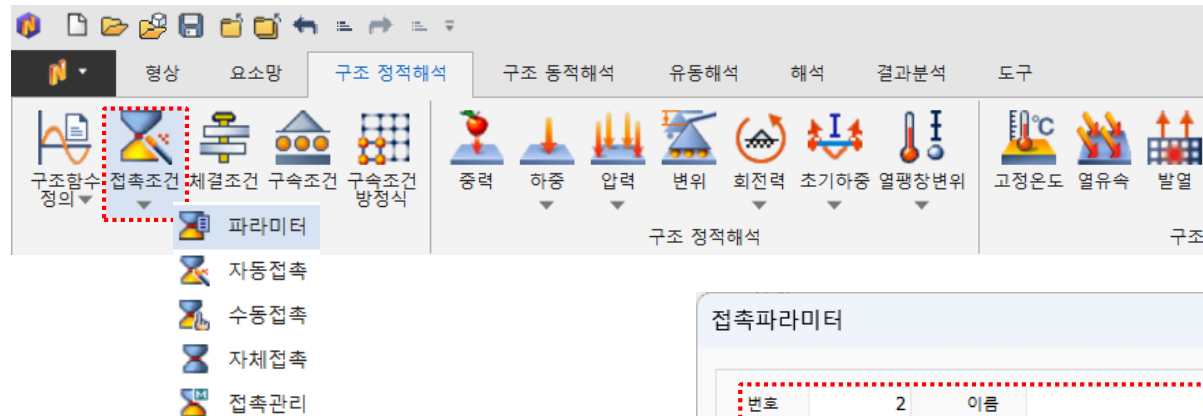 형상 요소망 구조 정적해석 구조 동적해석 유동해석 해석 결과분석 도구
구조함수 정의 접촉조건 체결조건 구속조건 구속조건 방정식 중력 하중 압력 변위 회전력 초기하중 열팽창변위 고정온도 열유속 발열
구조 정적해석 구조
파라미터
자동접촉
수동접촉
자체접촉
접촉관리
접촉파라미터
번호 2 이름